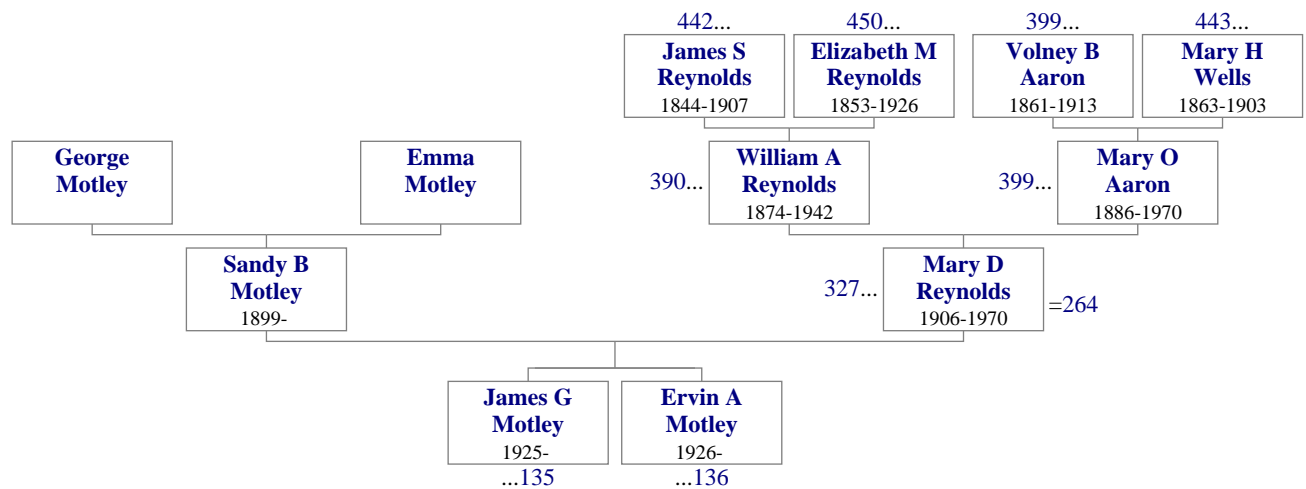 442...
450...
399...
443...
James S
Reynolds
1844-1907
Elizabeth M
Reynolds
1853-1926
Volney B
Aaron
1861-1913
Mary H
Wells
1863-1903
George
Motley
Emma
Motley
390...
William A
Reynolds
1874-1942
399...
Mary O
Aaron
1886-1970
Sandy B
Motley
1899-
327...
Mary D
Reynolds
1906-1970
=264
James G
Motley
1925-
...135
Ervin A
Motley
1926-
...136